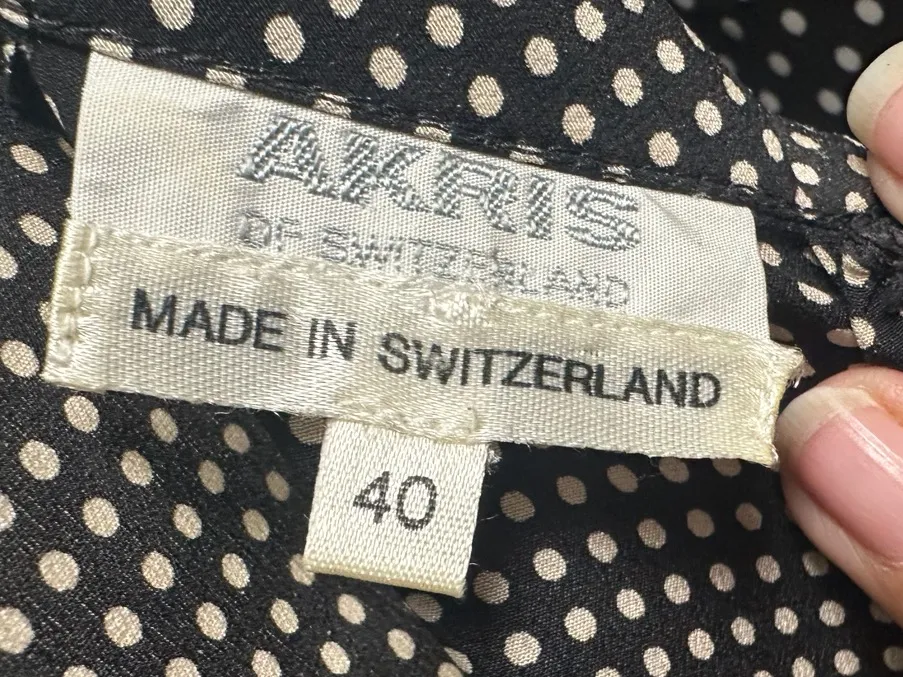 AKRIS
OF SWITZERLAND
MADE IN SWITZERLAND
40